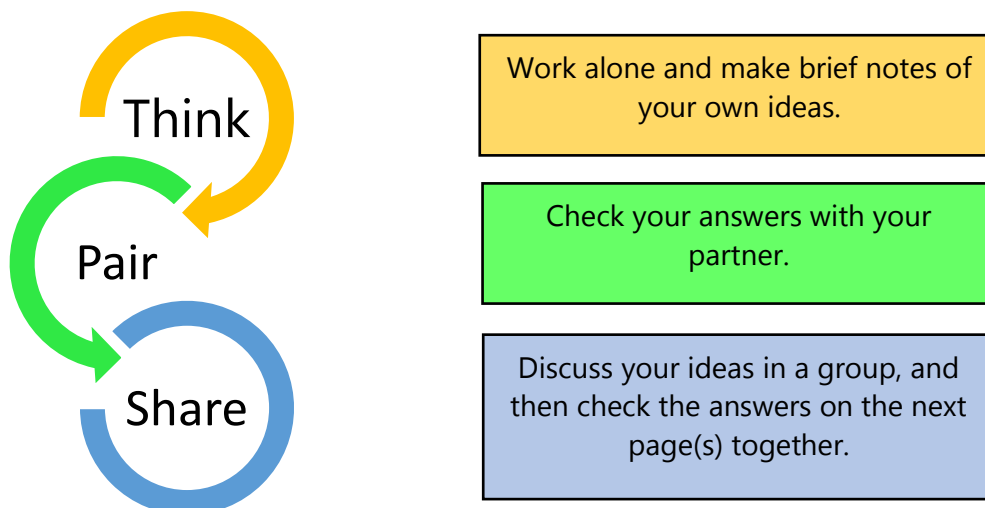 Think
Work alone and make brief notes of
your own ideas.
Pair
Check your answers with your
partner.
Share
Discuss your ideas in a group, and
then check the answers on the next
page(s) together.